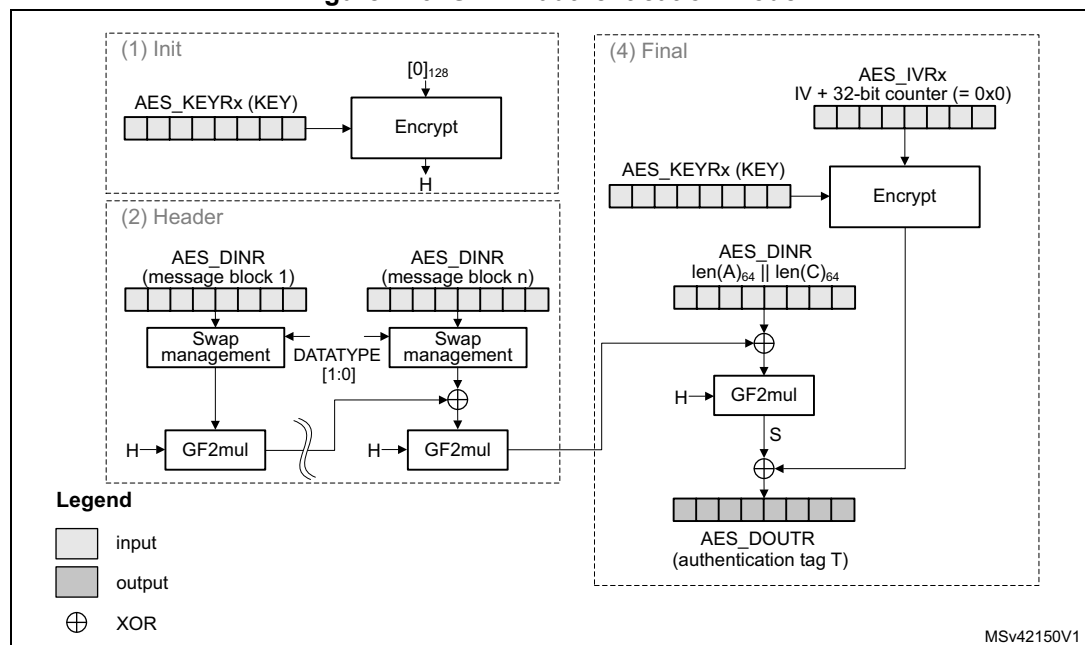 (1) Init
[0]128
AES_KEYRx (KEY)
Encrypt
H
(2) Header
AES_DINR
(message block 1)
AES_DINR
(message block n)
Swap
management
DATATYPE
[1:0]
Swap
management
H
GF2mul
H
GF2mul
(4) Final
AES_IVRx
IV + 32-bit counter (= 0x0)
AES_KEYRx (KEY)
Encrypt
AES_DINR
len(A)64 || len(C)64
H
GF2mul
S
AES_DOUTR
(authentication tag T)
Legend
input
output
XOR
MSv42150V1